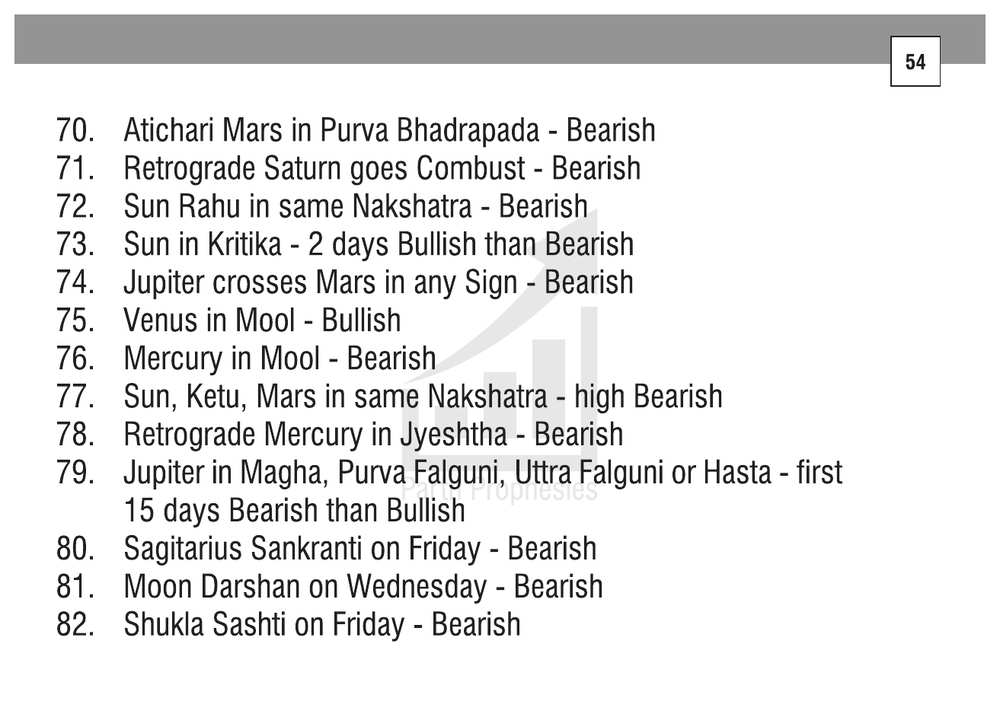 54
70. Atichari Mars in Purva Bhadrapada - Bearish
71. Retrograde Saturn goes Combust - Bearish
72. Sun Rahu in same Nakshatra - Bearish
73. Sun in Kritika - 2 days Bullish than Bearish
74. Jupiter crosses Mars in any Sign - Bearish
75. Venus in Mool - Bullish
76. Mercury in Mool - Bearish
77. Sun, Ketu, Mars in same Nakshatra - high Bearish
78. Retrograde Mercury in Jyeshtha - Bearish
79. Jupiter in Magha, Purva Falguni, Uttra Falguni or Hasta - first
Parth Prophesies
15 days Bearish than Bullish
80. Sagitarius Sankranti on Friday - Bearish
81. Moon Darshan on Wednesday - Bearish
82. Shukla Sashti on Friday - Bearish